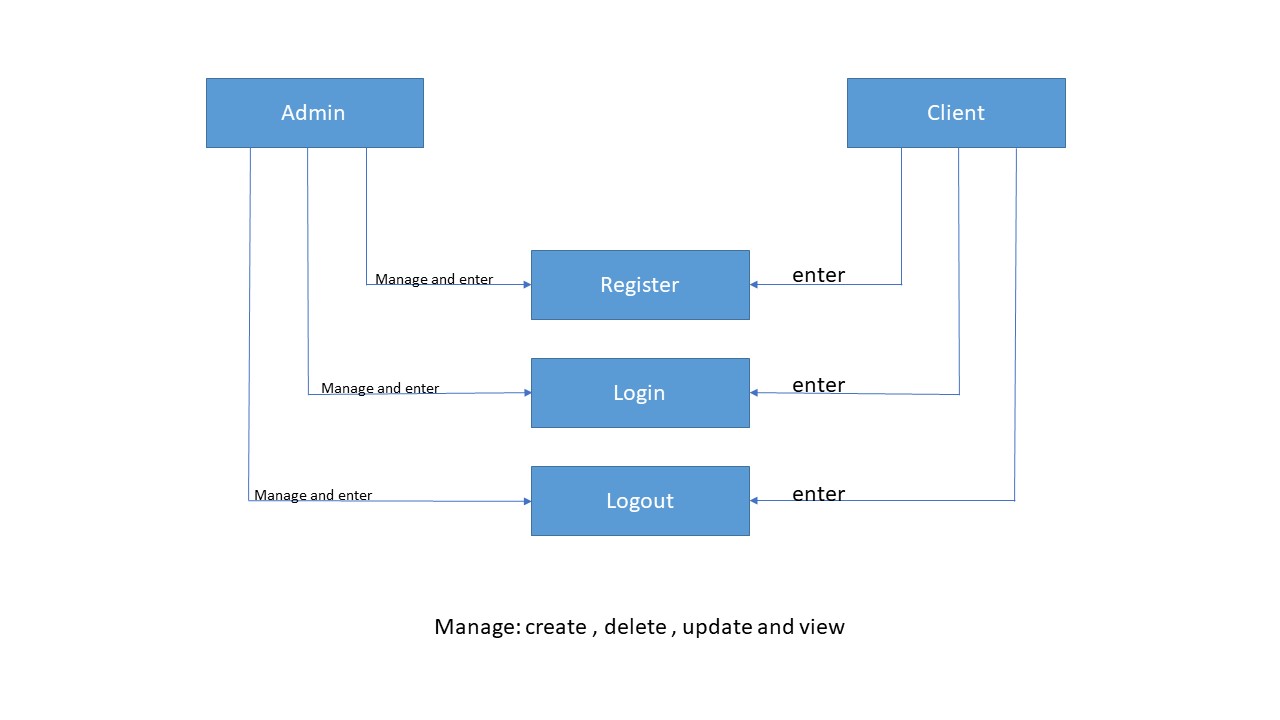 Admin
Client
Manage and enter
Register
enter
Manage and enter
Login
enter
Manage and enter
Logout
enter
Manage: create , delete , update and view